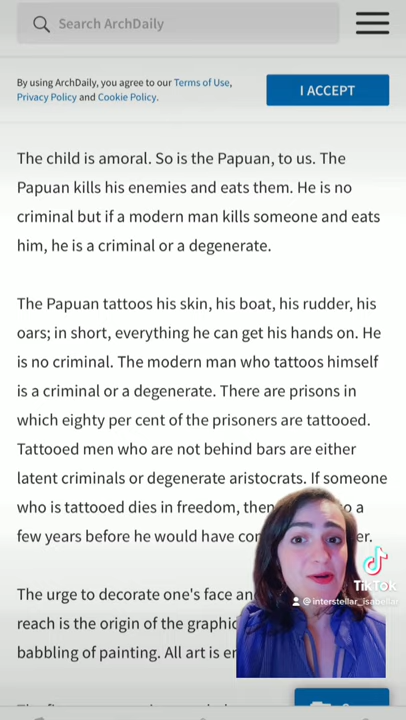 Search ArchDaily
By using ArchDaily, you agree to our Terms of Use,
Privacy Policy and Cookie Policy.
I ACCEPT
The child is amoral. So is the Papuan, to us. The
Papuan kills his enemies and eats them. He is no
criminal but if a modern man kills someone and eats
him, he is a criminal or a degenerate.
The Papuan tattoos his skin, his boat, his rudder, his
oars; in short, everything he can get his hands on. He
is no criminal. The modern man who tattoos himself
is a criminal or a degenerate. There are prisons in
which eighty per cent of the prisoners are tattooed.
Tattooed men who are not behind bars are either
latent criminals or degenerate aristocrats. If someone
who is tattooed dies in freedom, then a
few years before he would have
The urge to decorate one's face
reach is the origin of the
babbling of painting. All art is
TikTok
@interstellar_isabellar